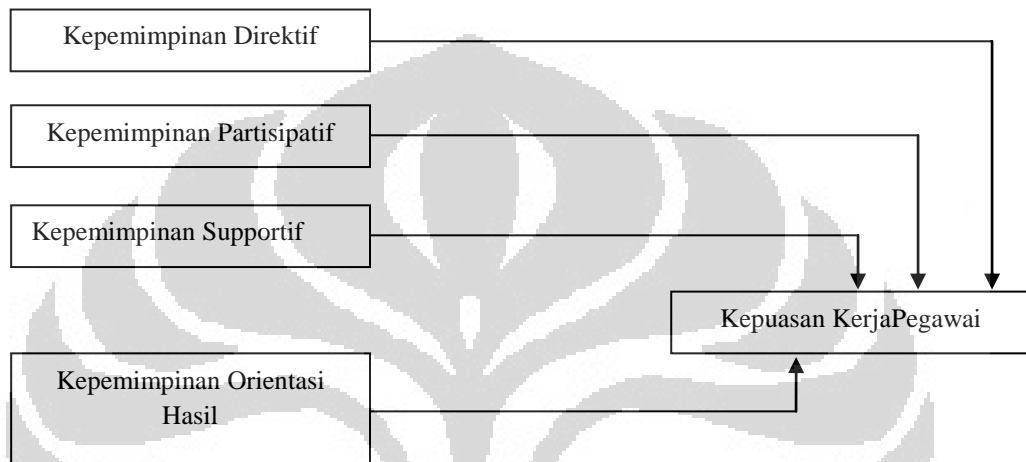 Kepemimpinan Direktif
Kepemimpinan Partisipatif
Kepemimpinan Supportif
Kepuasan KerjaPegawai
Kepemimpinan Orientasi
Hasil